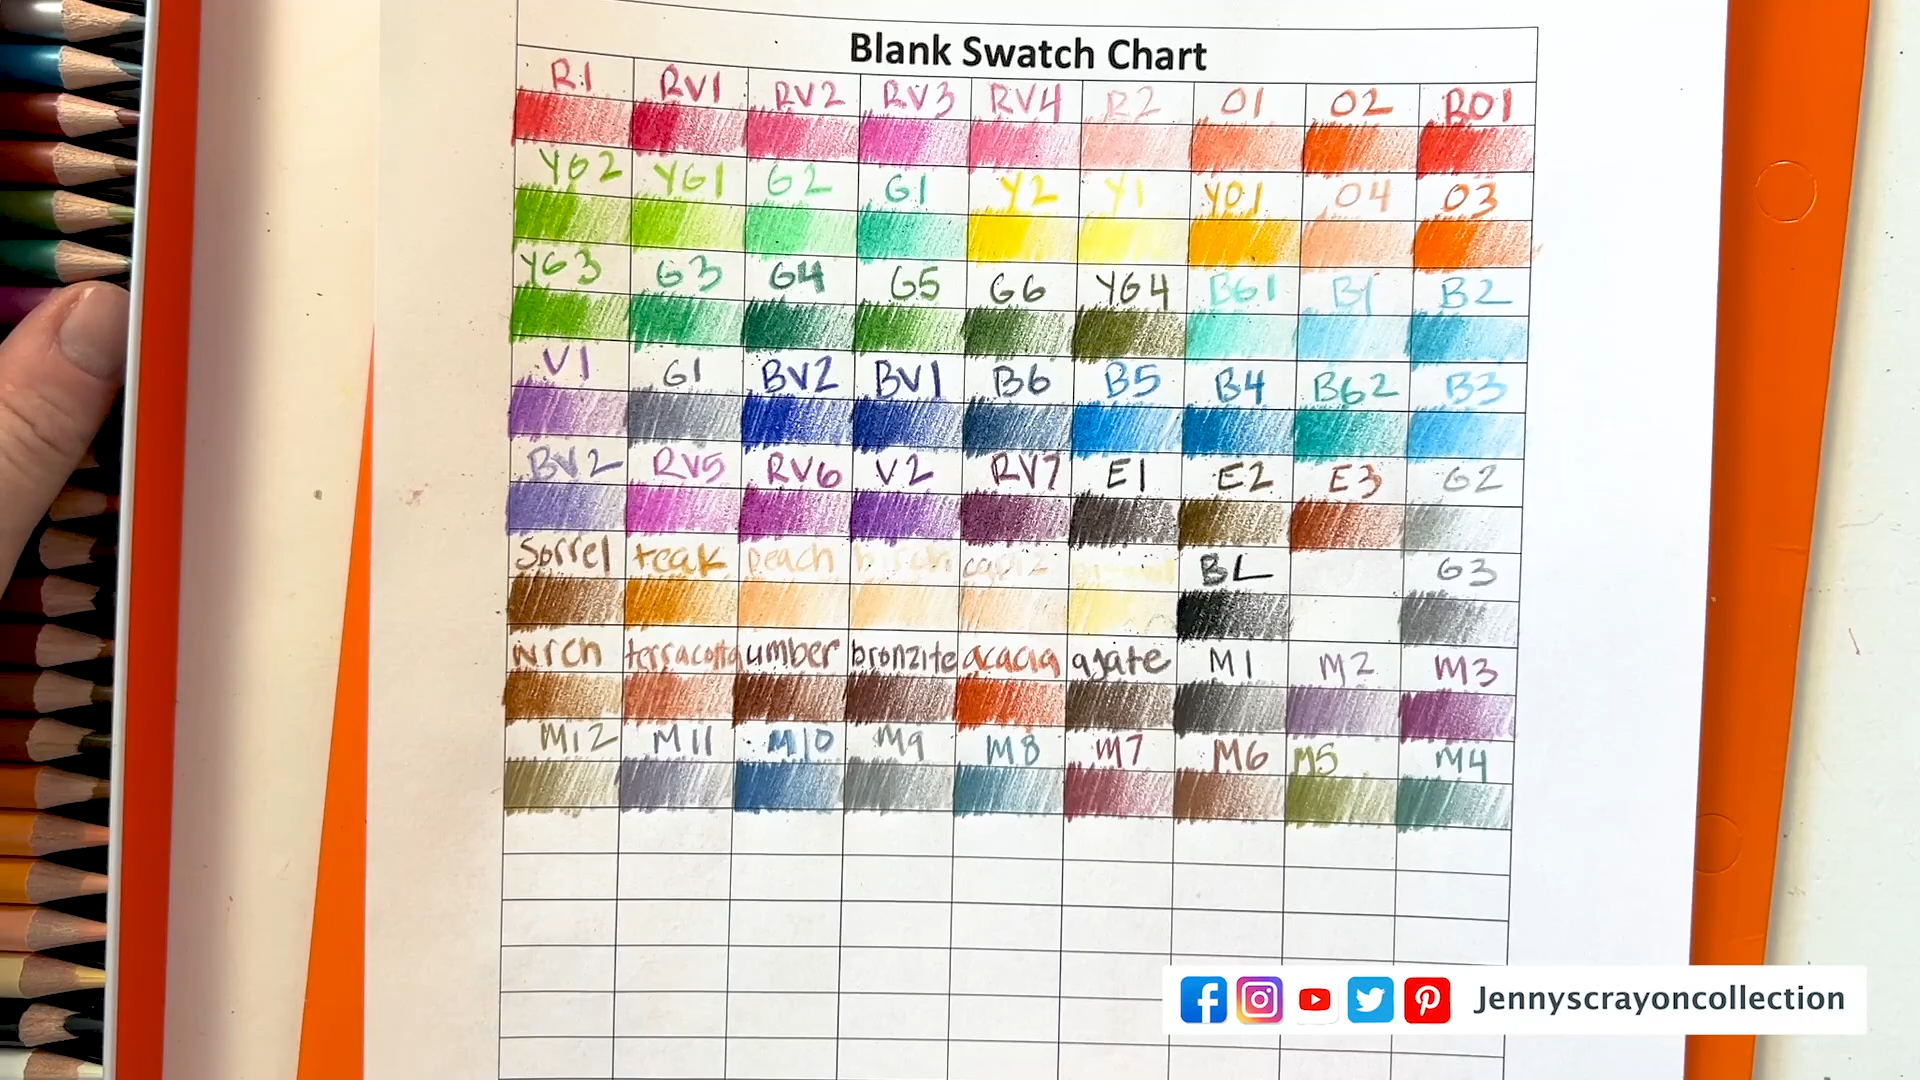 Blank Swatch Chart
R1 RV1 RV2 RV3 RV4 R2 O1 O2 RO1
YG2 YG1 G2 G1 Y2 Y1 YO1 O4 O3
YG3 G3 G4 G5 G6 YG4 BG1 B1 B2
V1 G1 BV2 BV1 B6 B5 B4 BG2 B3
BV2 RV5 RV6 V2 RV7 E1 E2 E3 G2
Sorrel teak peach birch BL G3
terracotta umber bronzite acacia agate M1 M2 M3
M12 M11 M10 M9 M8 M7 M6 M5 M4
Jennyscrayoncollection